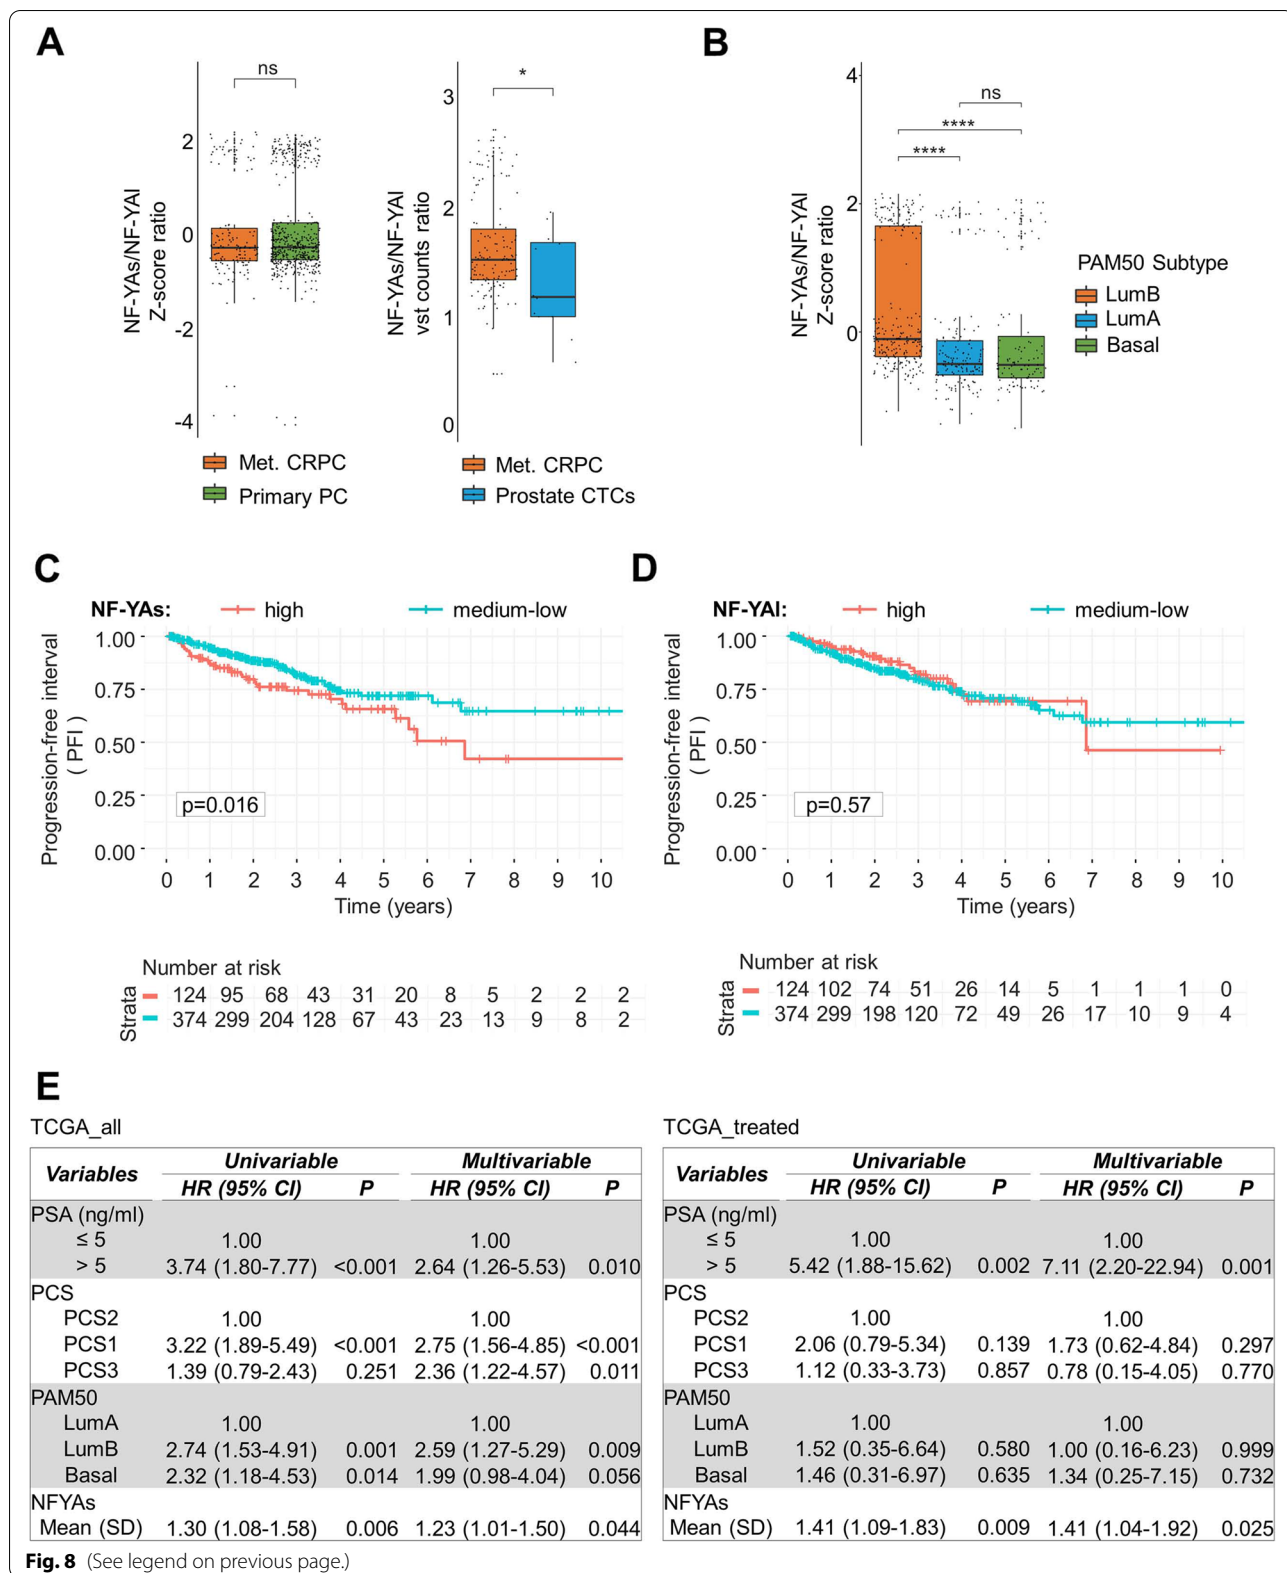 A
B
ns
*
ns
****
****
NF-YAs/NF-YAl
Z-score ratio
2
0
-2
-4
NF-YAs/NF-YAl
vst counts ratio
3
2
1
0
NF-YAs/NF-YAl
Z-score ratio
4
2
0
PAM50 Subtype
LumB
LumA
Basal
Met. CRPC
Primary PC
Met. CRPC
Prostate CTCs
C
NF-YAs: high medium-low
Progression-free interval
( PFI )
1.00
0.75
0.50
0.25
0.00
p=0.016
0 1 2 3 4 5 6 7 8 9 10
Time (years)
Number at risk
Strata
124 95 68 43 31 20 8 5 2 2 2
374 299 204 128 67 43 23 13 9 8 2
D
NF-YAl: high medium-low
Progression-free interval
( PFI )
1.00
0.75
0.50
0.25
0.00
p=0.57
0 1 2 3 4 5 6 7 8 9 10
Time (years)
Number at risk
Strata
124 102 74 51 26 14 5 1 1 1 0
374 299 198 120 72 49 26 17 10 9 4
E
TCGA_all
Variables Univariable Multivariable
HR (95% CI) P HR (95% CI) P
PSA (ng/ml)
≤ 5 1.00 1.00
> 5 3.74 (1.80-7.77) <0.001 2.64 (1.26-5.53) 0.010
PCS
PCS2 1.00 1.00
PCS1 3.22 (1.89-5.49) <0.001 2.75 (1.56-4.85) <0.001
PCS3 1.39 (0.79-2.43) 0.251 2.36 (1.22-4.57) 0.011
PAM50
LumA 1.00 1.00
LumB 2.74 (1.53-4.91) 0.001 2.59 (1.27-5.29) 0.009
Basal 2.32 (1.18-4.53) 0.014 1.99 (0.98-4.04) 0.056
NFYAs
Mean (SD) 1.30 (1.08-1.58) 0.006 1.23 (1.01-1.50) 0.044
TCGA_treated
Variables Univariable Multivariable
HR (95% CI) P HR (95% CI) P
PSA (ng/ml)
≤ 5 1.00 1.00
> 5 5.42 (1.88-15.62) 0.002 7.11 (2.20-22.94) 0.001
PCS
PCS2 1.00 1.00
PCS1 2.06 (0.79-5.34) 0.139 1.73 (0.62-4.84) 0.297
PCS3 1.12 (0.33-3.73) 0.857 0.78 (0.15-4.05) 0.770
PAM50
LumA 1.00 1.00
LumB 1.52 (0.35-6.64) 0.580 1.00 (0.16-6.23) 0.999
Basal 1.46 (0.31-6.97) 0.635 1.34 (0.25-7.15) 0.732
NFYAs
Mean (SD) 1.41 (1.09-1.83) 0.009 1.41 (1.04-1.92) 0.025
Fig. 8 (See legend on previous page.)